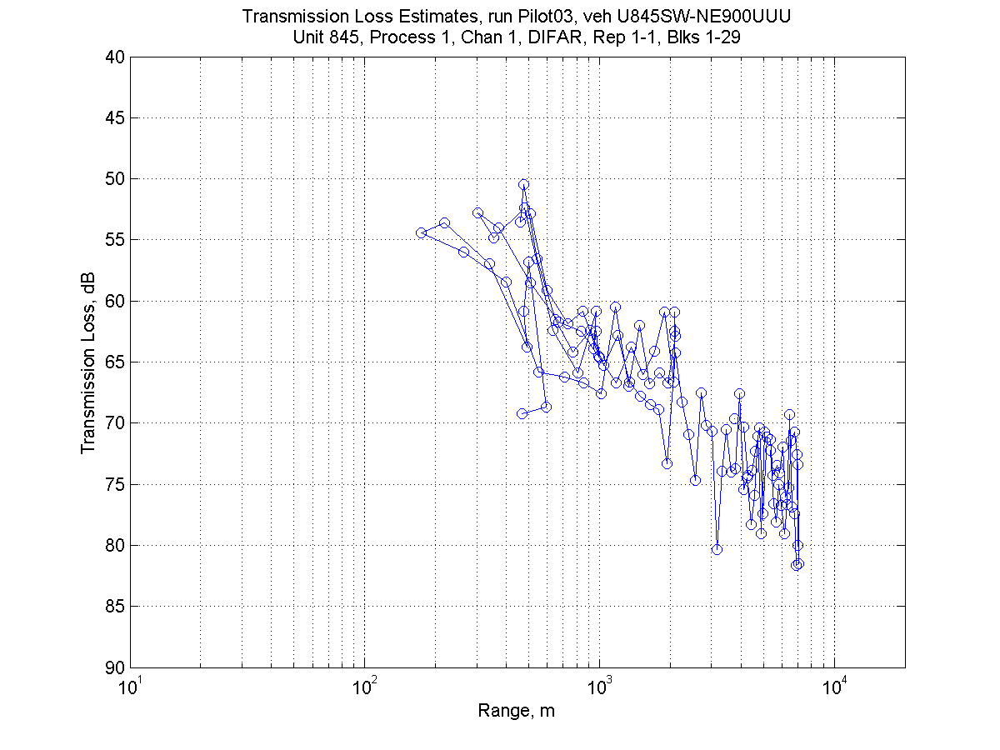 Transmission Loss Estimates, run Pilot03, veh U845SW-NE900UUU
Unit 845, Process 1, Chan 1, DIFAR, Rep 1-1, Blks 1-29
40
45
50
55
60
65
70
75
80
85
90
Transmission Loss, dB
10^1 10^2 10^3 10^4
Range, m